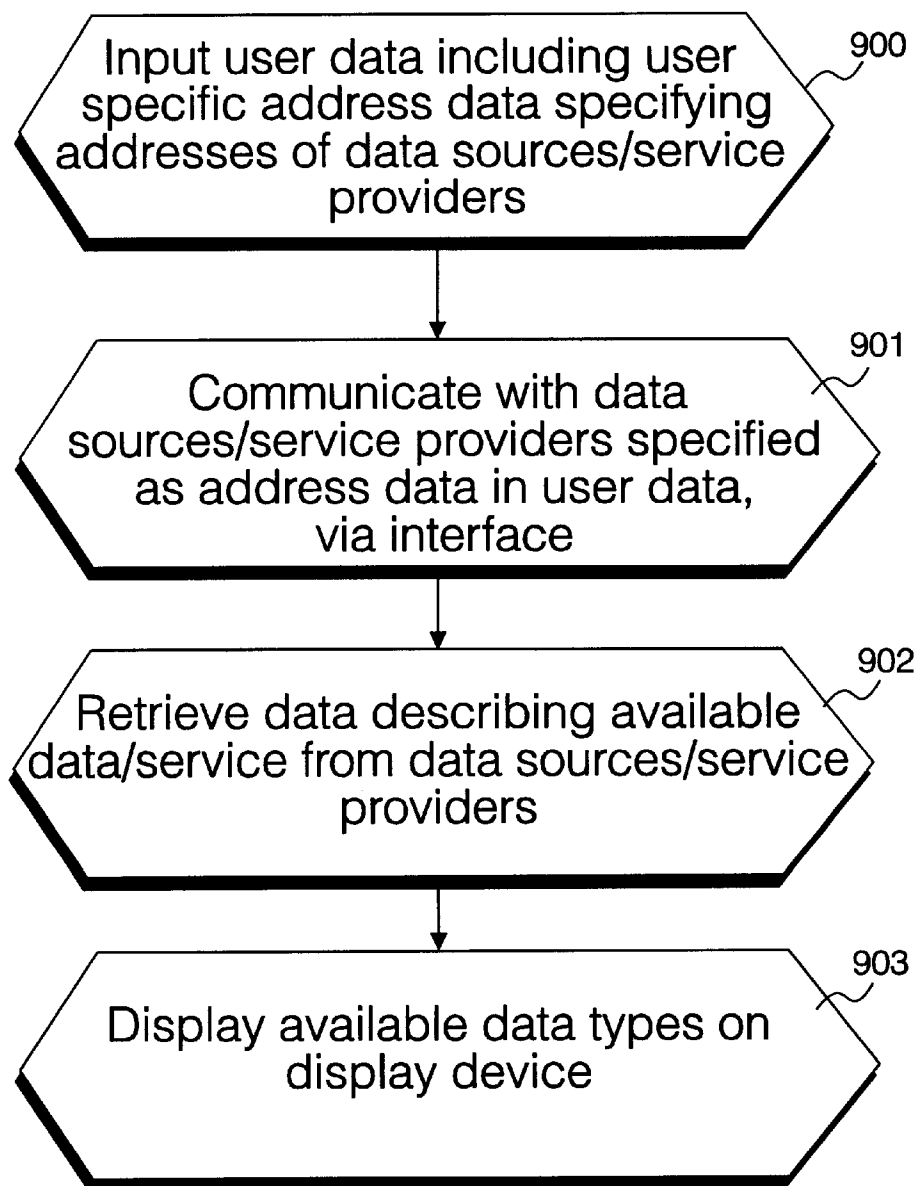 Input user data including user
specific address data specifying
addresses of data sources/service
providers
900
Communicate with data
sources/service providers specified
as address data in user data,
via interface
901
Retrieve data describing available
data/service from data sources/service
providers
902
Display available data types on
display device
903